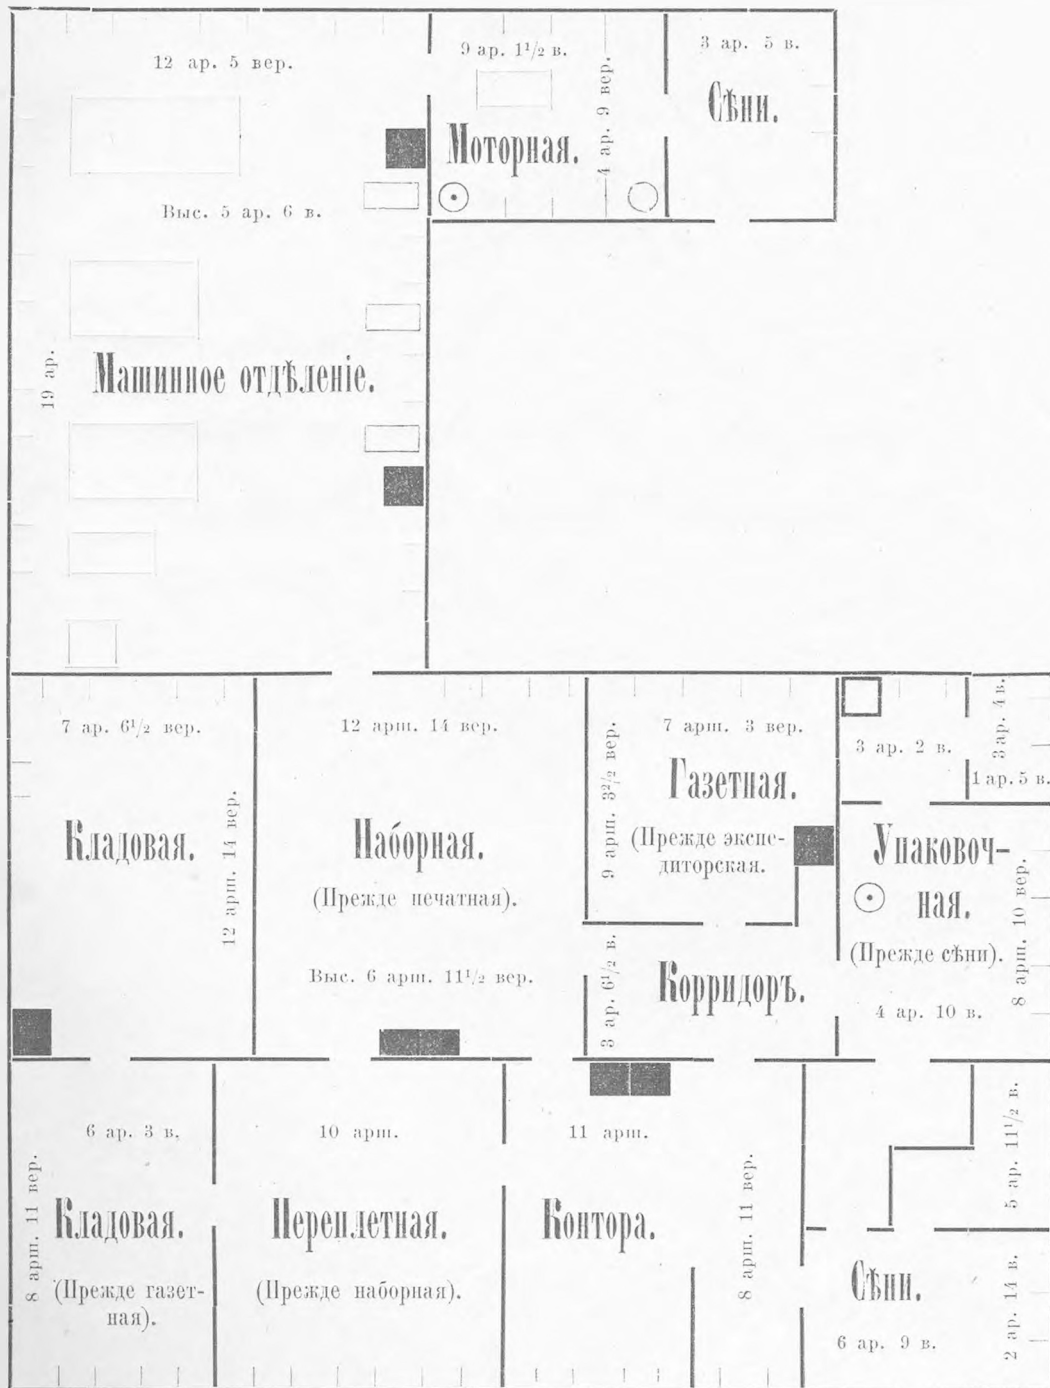 12 ар. 5 вер.
9 ар. 1¹/₂ в.
3 ар. 5 в.
4 ар. 9 вер.
Сѣни.
Моторная.
Выс. 5 ар. 6 в.
19 ар.
Машинное отдѣленіе.
7 ар. 6¹/₂ вер.
12 арш. 14 вер.
7 арш. 3 вер.
3 ар. 2 в.
3 ар. 4 в.
1 ар. 5 в.
12 арш. 14 вер.
9 арш. 3²/₂ вер.
Кладовая.
Наборная.
(Прежде печатная).
Выс. 6 арш. 11¹/₂ вер.
Газетная.
(Прежде экспе-
диторская.
Упаковоч-
ная.
(Прежде сѣни).
4 ар. 10 в.
8 арш. 10 вер.
3 ар. 6¹/₂ в.
Корридоръ.
6 ар. 3 в.
10 арш.
11 арш.
8 арш. 11 вер.
Кладовая.
(Прежде газет-
ная).
Переплетная.
(Прежде наборная).
Контора.
8 арш. 11 вер.
5 ар. 11¹/₂ в.
Сѣни.
6 ар. 9 в.
2 ар. 14 в.